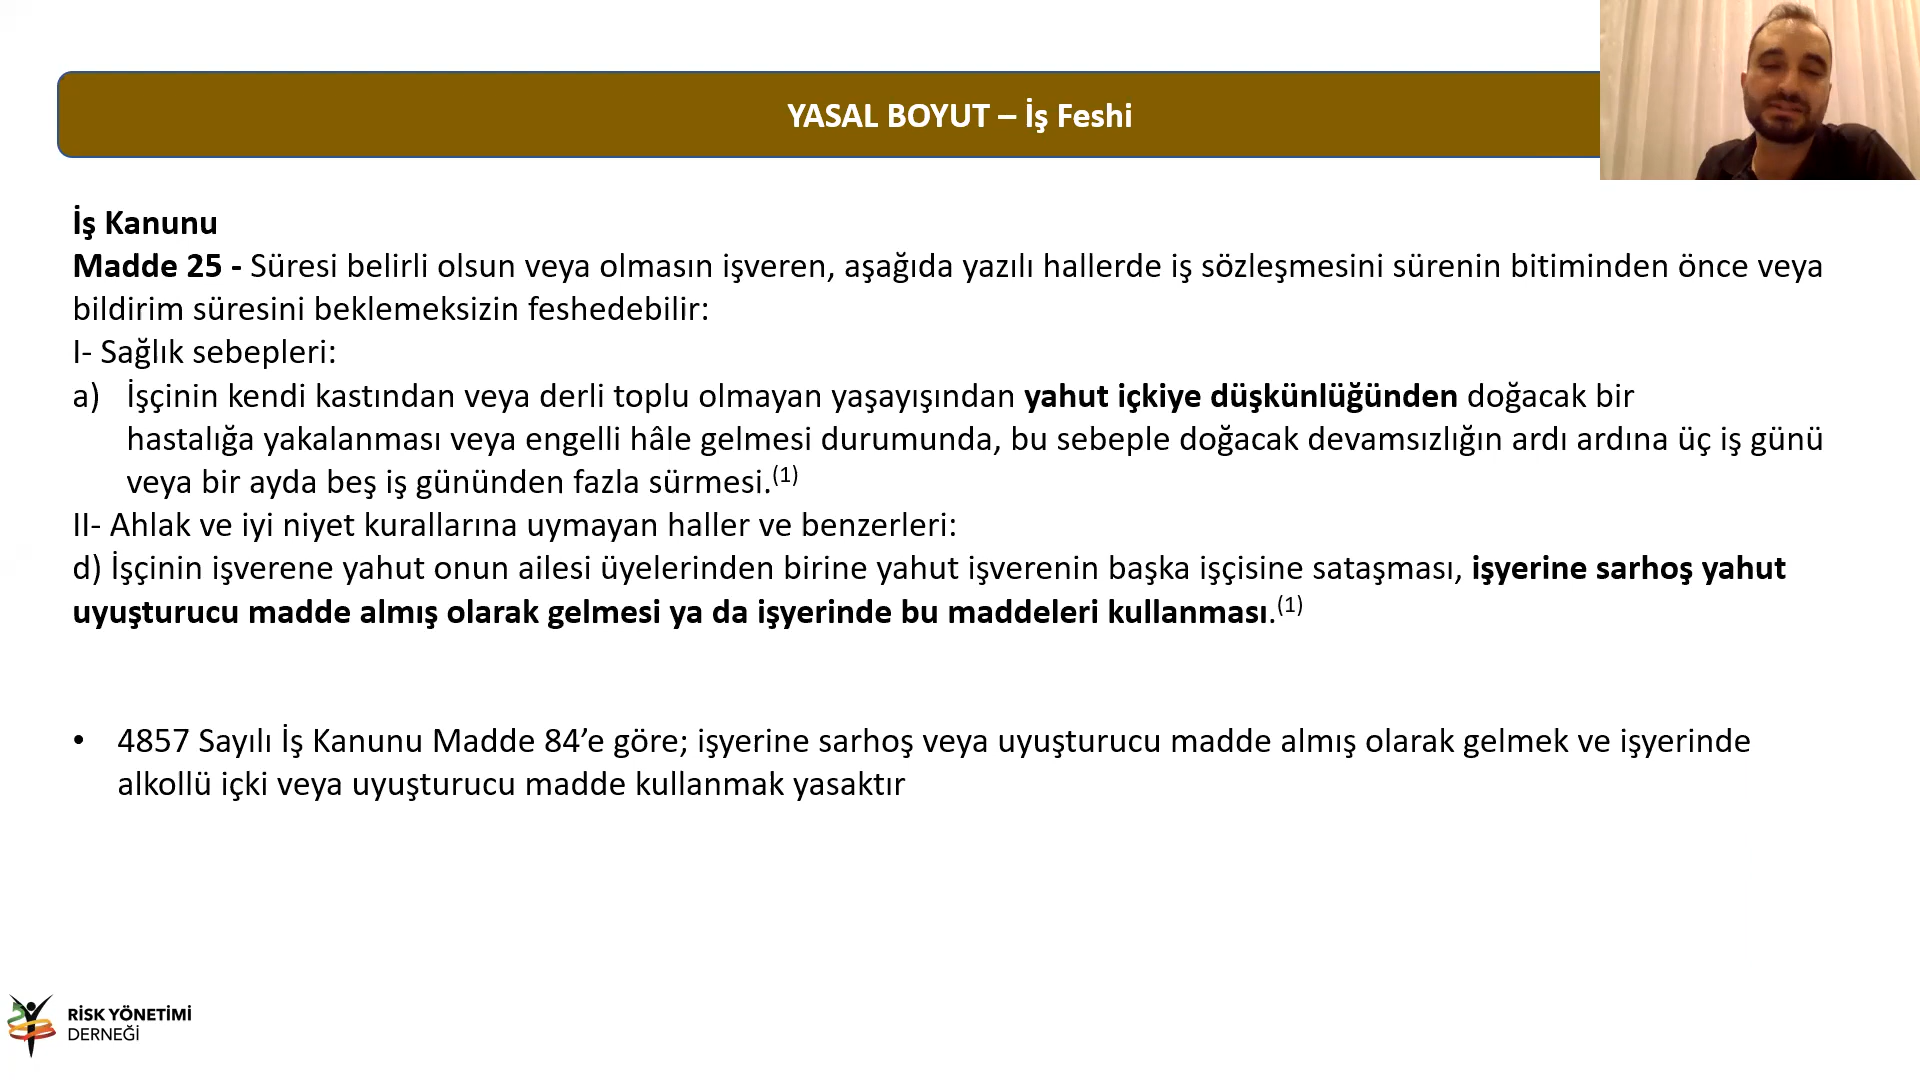 YASAL BOYUT – İş Feshi
İş Kanunu
Madde 25 - Süresi belirli olsun veya olmasın işveren, aşağıda yazılı hallerde iş sözleşmesini sürenin bitiminden önce veya
bildirim süresini beklemeksizin feshedebilir:
I- Sağlık sebepleri:
a) İşçinin kendi kastından veya derli toplu olmayan yaşayışından yahut içkiye düşkünlüğünden doğacak bir
hastalığa yakalanması veya engelli hâle gelmesi durumunda, bu sebeple doğacak devamsızlığın ardı ardına üç iş günü
veya bir ayda beş iş gününden fazla sürmesi.(1)
II- Ahlak ve iyi niyet kurallarına uymayan haller ve benzerleri:
d) İşçinin işverene yahut onun ailesi üyelerinden birine yahut işverenin başka işçisine sataşması, işyerine sarhoş yahut
uyuşturucu madde almış olarak gelmesi ya da işyerinde bu maddeleri kullanması.(1)
• 4857 Sayılı İş Kanunu Madde 84’e göre; işyerine sarhoş veya uyuşturucu madde almış olarak gelmek ve işyerinde
alkollü içki veya uyuşturucu madde kullanmak yasaktır
RİSK YÖNETİMİ
DERNEĞİ